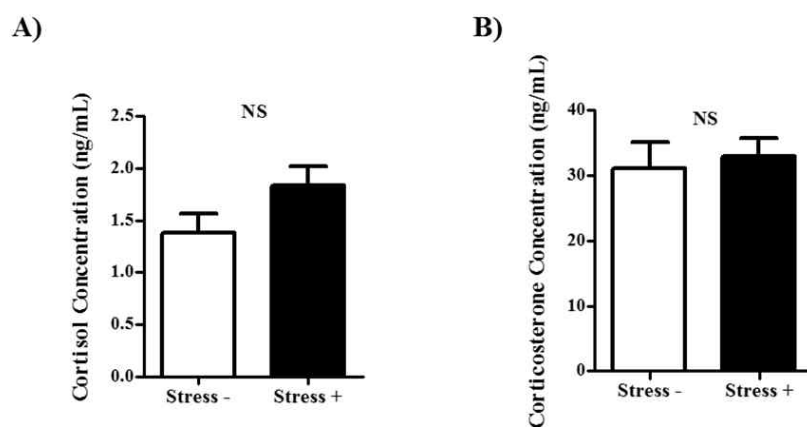 A)
Cortisol Concentration (ng/mL)
2.5
2.0
1.5
1.0
0.5
0.0
NS
Stress -
Stress +
B)
Corticosterone Concentration (ng/mL)
40
30
20
10
0
NS
Stress -
Stress +